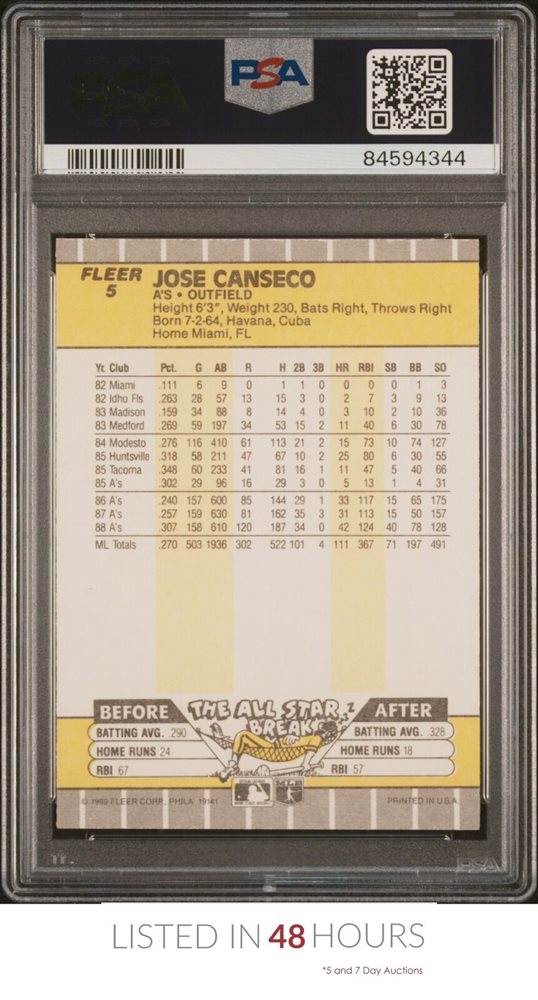 PSA
84594344
FLEER JOSE CANSECO
5 A'S • OUTFIELD
Height 6'3", Weight 230, Bats Right, Throws Right
Born 7-2-64, Havana, Cuba
Home Miami, FL
Yr. Club Pct. G AB R H 2B 3B HR RBI SB BB SO
82 Miami .111 6 9 0 1 1 0 0 0 0 1 3
82 Idho Fls .263 28 57 13 15 3 0 2 7 3 9 13
83 Madison .159 34 88 8 14 4 0 3 10 2 10 36
83 Medford .269 59 197 34 53 15 2 11 40 6 30 78
84 Modesto .276 116 410 61 113 21 2 15 73 10 74 127
85 Huntsville .318 58 211 47 67 10 2 25 80 6 30 55
85 Tacoma .348 60 233 41 81 16 1 11 47 5 40 66
85 A's .302 29 96 16 29 3 0 5 13 1 4 31
86 A's .240 157 600 85 144 29 1 33 117 15 65 175
87 A's .257 159 630 81 162 35 3 31 113 15 50 157
88 A's .307 158 610 120 187 34 0 42 124 40 78 128
ML Totals .270 503 1936 302 522 101 4 111 367 71 197 491
BEFORE THE ALL STAR BREAK AFTER
BATTING AVG. .290 BATTING AVG. .328
HOME RUNS 24 HOME RUNS 18
RBI 67 RBI 57
© 1989 FLEER CORP., PHILA. 19141 PRINTED IN U.S.A.
PSA
LISTED IN 48 HOURS
*5 and 7 Day Auctions